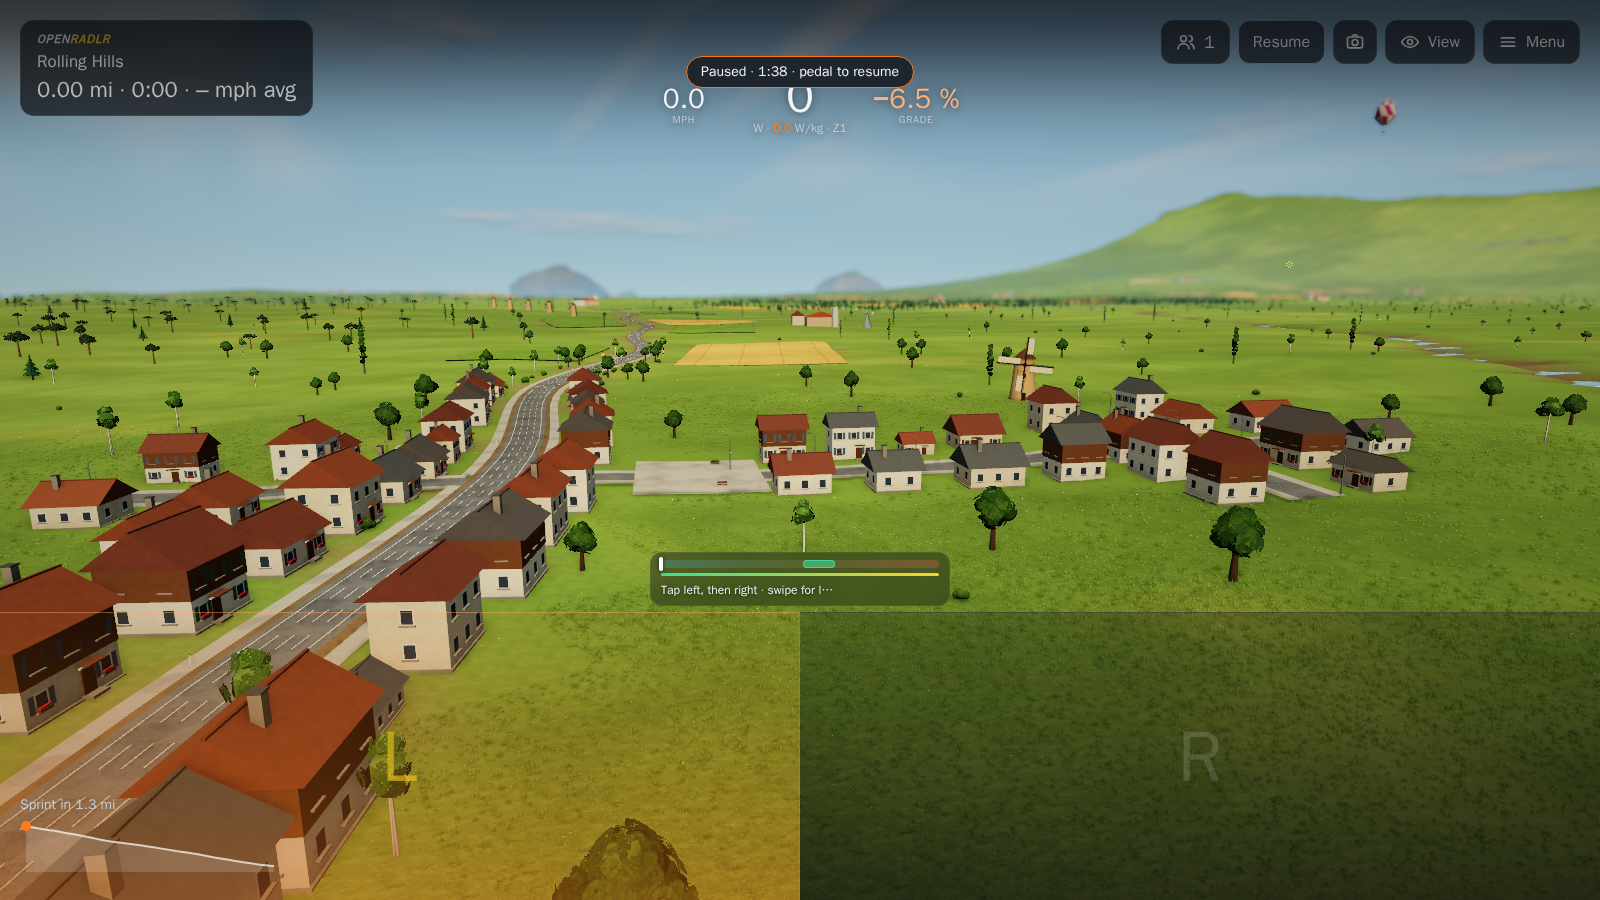 OPENRADLR
Rolling Hills
0.00 mi · 0:00 · – mph avg
Paused · 1:38 · pedal to resume
0.0
MPH
0
W · 0.0 W/kg · Z1
−6.5 %
GRADE
1
Resume
View
Menu
Tap left, then right · swipe for l···
L
R
Sprint in 1.3 mi